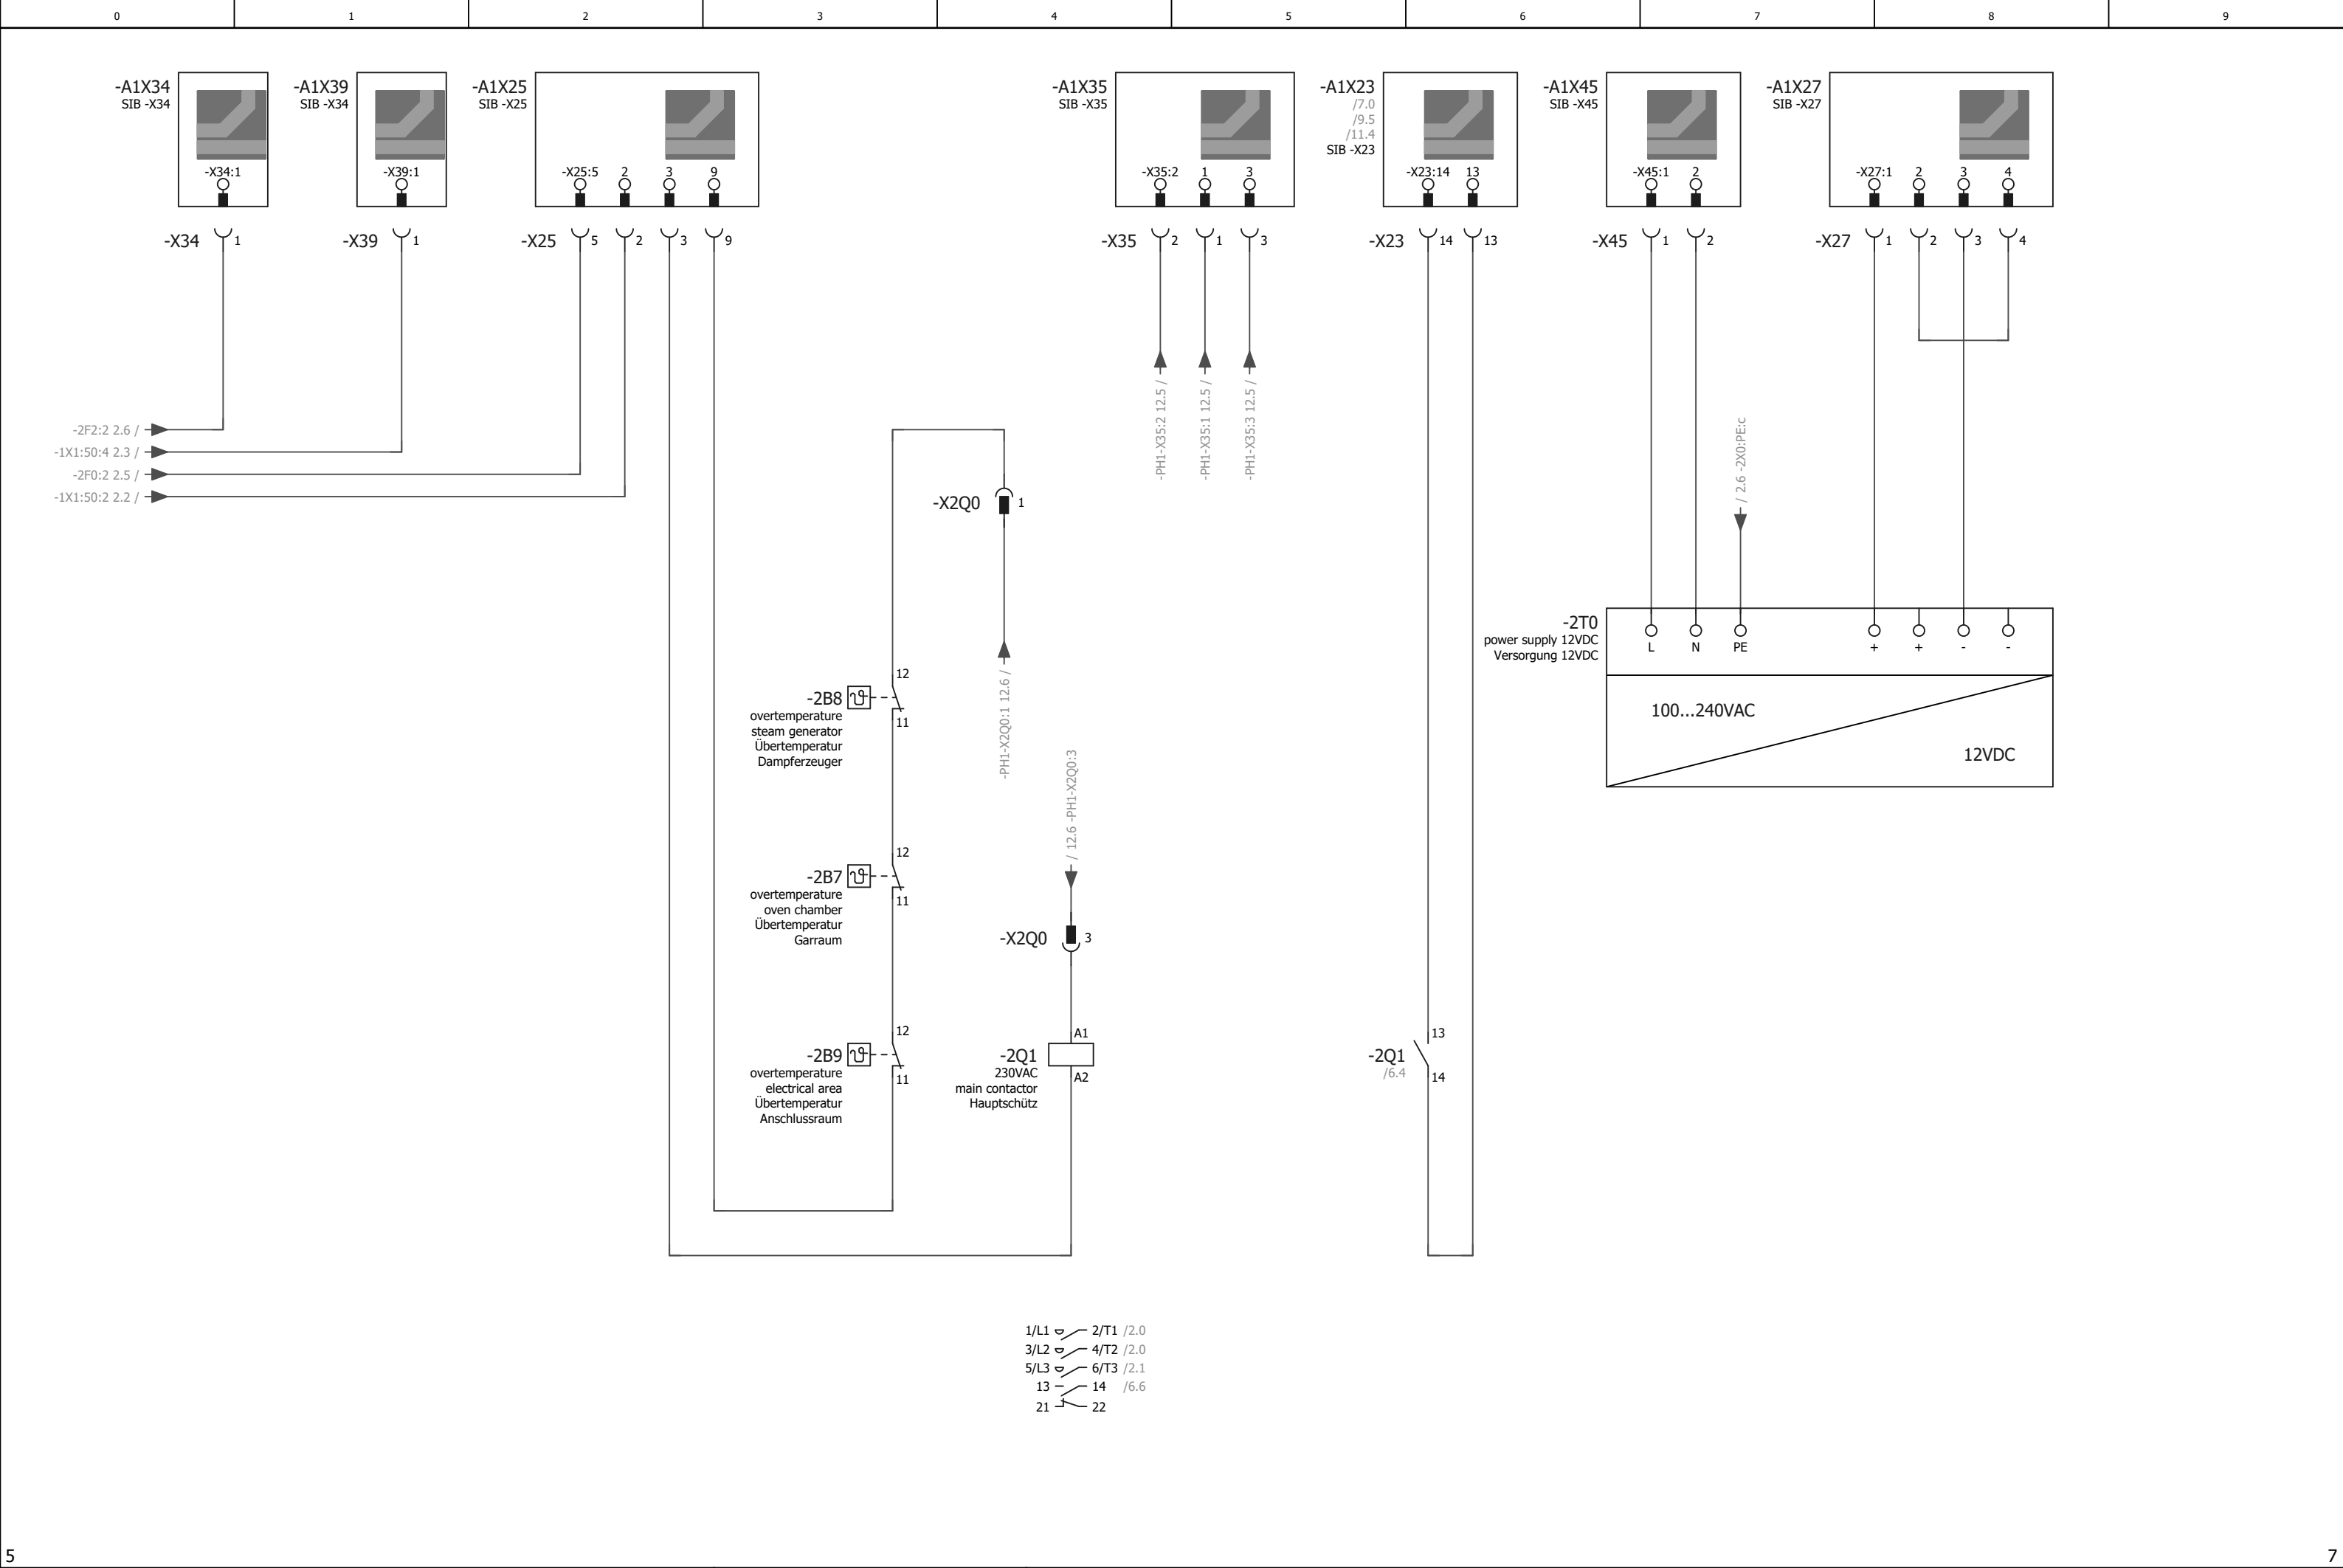 0 1 2 3 4 5 6 7 8 9
-A1X34
SIB -X34
-X34:1
-X34 1
-A1X39
SIB -X34
-X39:1
-X39 1
-A1X25
SIB -X25
-X25:5 2 3 9
-X25 5 2 3 9
-A1X35
SIB -X35
-X35:2 1 3
-X35 2 1 3
-A1X23
/7.0
/9.5
/11.4
SIB -X23
-X23:14 13
-X23 14 13
-A1X45
SIB -X45
-X45:1 2
-X45 1 2
-A1X27
SIB -X27
-X27:1 2 3 4
-X27 1 2 3 4
-2F2:2 2.6 /
-1X1:50:4 2.3 /
-2F0:2 2.5 /
-1X1:50:2 2.2 /
-PH1-X35:2 12.5 /
-PH1-X35:1 12.5 /
-PH1-X35:3 12.5 /
/ 2.6 -2X0:PE:c
-X2Q0 1
-PH1-X2Q0:1 12.6 /
12
-2B8
11
overtemperature
steam generator
Übertemperatur
Dampferzeuger
12
-2B7
11
overtemperature
oven chamber
Übertemperatur
Garraum
12
-2B9
11
overtemperature
electrical area
Übertemperatur
Anschlussraum
/ 12.6 -PH1-X2Q0:3
-X2Q0 3
A1
-2Q1
230VAC
A2
main contactor
Hauptschütz
13
-2Q1
/6.4
14
-2T0
power supply 12VDC
Versorgung 12VDC
L N PE + + - -
100...240VAC
12VDC
1/L1 2/T1 /2.0
3/L2 4/T2 /2.0
5/L3 6/T3 /2.1
13 14 /6.6
21 22
5 7